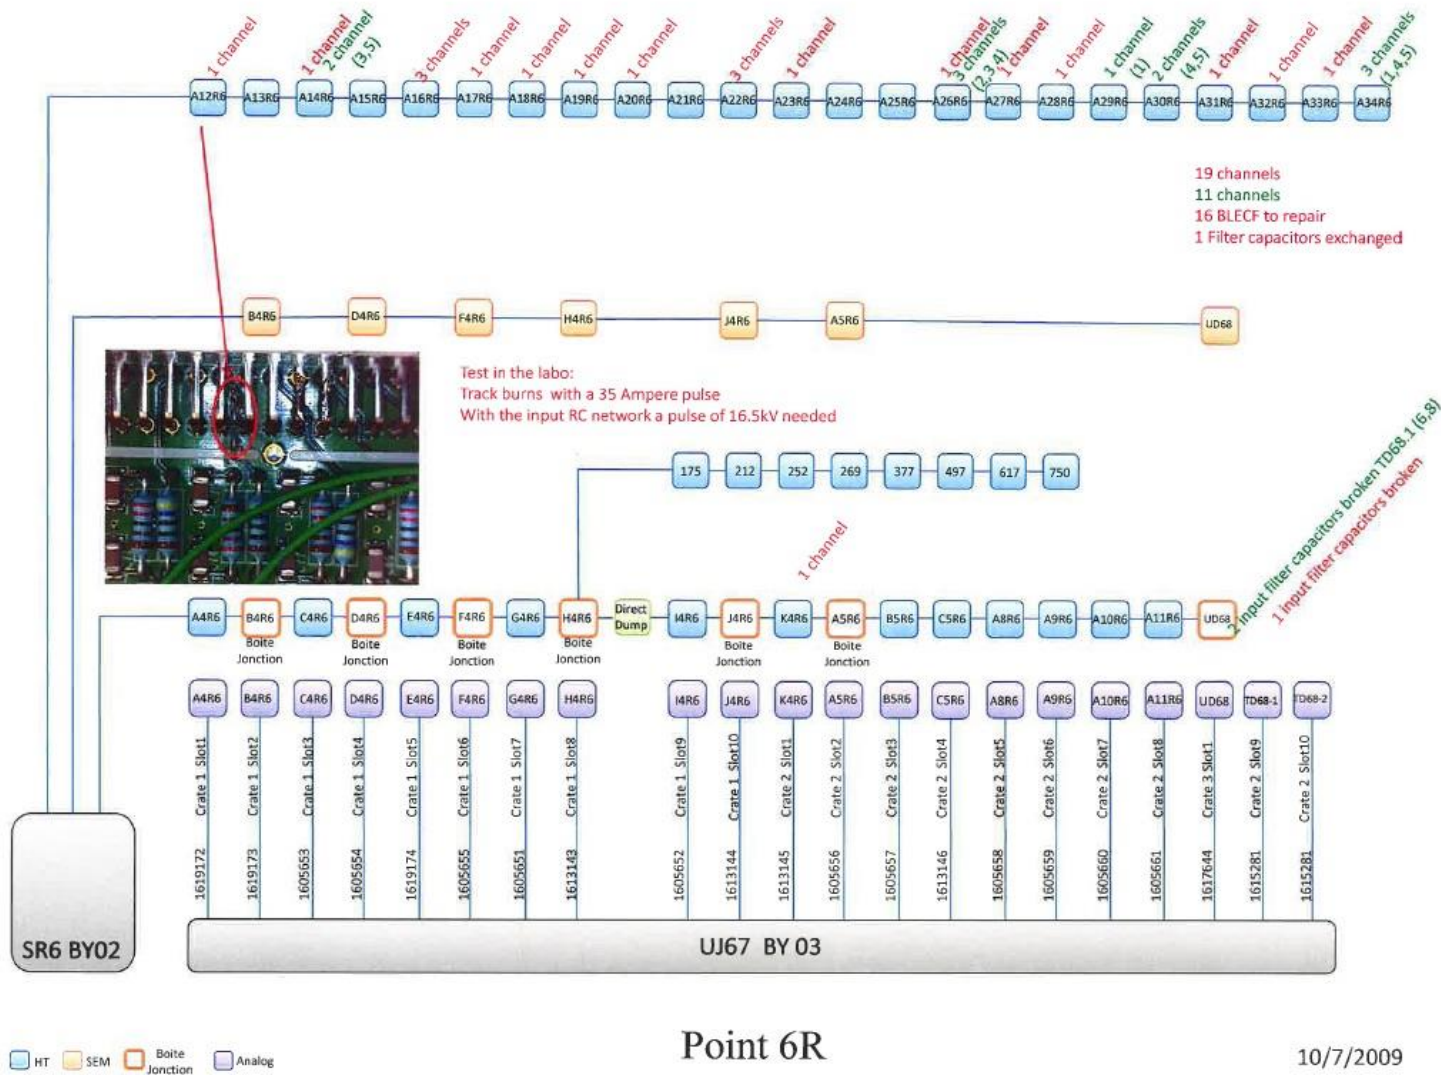 1 channel
1 channel
2 channel
(3,5)
3 channels
1 channel
1 channel
1 channel
1 channel
3 channels
1 channel
1 channel
3 channels
(2,3 4)
1 channel
1 channel
1 channel
(1)
2 channels
(4,5)
1 channel
1 channel
1 channel
3 channels
(1,4,5)
A12R6 A13R6 A14R6 A15R6 A16R6 A17R6 A18R6 A19R6 A20R6 A21R6 A22R6 A23R6 A24R6 A25R6 A26R6 A27R6 A28R6 A29R6 A30R6 A31R6 A32R6 A33R6 A34R6
19 channels
11 channels
16 BLECF to repair
1 Filter capacitors exchanged
B4R6 D4R6 F4R6 H4R6 J4R6 A5R6 UD68
Test in the labo:
Track burns with a 35 Ampere pulse
With the input RC network a pulse of 16.5kV needed
175 212 252 269 377 497 617 750
1 channel
2 input filter capacitors broken TD68.1 (6,8)
1 input filter capacitors broken
A4R6 B4R6 C4R6 D4R6 E4R6 F4R6 G4R6 H4R6 Direct I4R6 J4R6 K4R6 A5R6 B5R6 C5R6 A8R6 A9R6 A10R6 A11R6 UD68
Dump
Boite Boite Boite Boite Boite Boite
Jonction Jonction Jonction Jonction Jonction Jonction
A4R6 B4R6 C4R6 D4R6 E4R6 F4R6 G4R6 H4R6 I4R6 J4R6 K4R6 A5R6 B5R6 C5R6 A8R6 A9R6 A10R6 A11R6 UD68 TD68-1 TD68-2
1619172 Crate 1 Slot1
1619173 Crate 1 Slot2
1605653 Crate 1 Slot3
1605654 Crate 1 Slot4
1619174 Crate 1 Slot5
1605655 Crate 1 Slot6
1605651 Crate 1 Slot7
1613143 Crate 1 Slot8
1605652 Crate 1 Slot9
1613144 Crate 1 Slot10
1613145 Crate 2 Slot1
1605656 Crate 2 Slot2
1605657 Crate 2 Slot3
1613146 Crate 2 Slot4
1605658 Crate 2 Slot5
1605659 Crate 2 Slot6
1605660 Crate 2 Slot7
1605661 Crate 2 Slot8
1617644 Crate 3 Slot1
1615281 Crate 2 Slot9
1615281 Crate 2 Slot10
SR6 BY02
UJ67 BY 03
Point 6R
10/7/2009
HT SEM Boite Jonction Analog